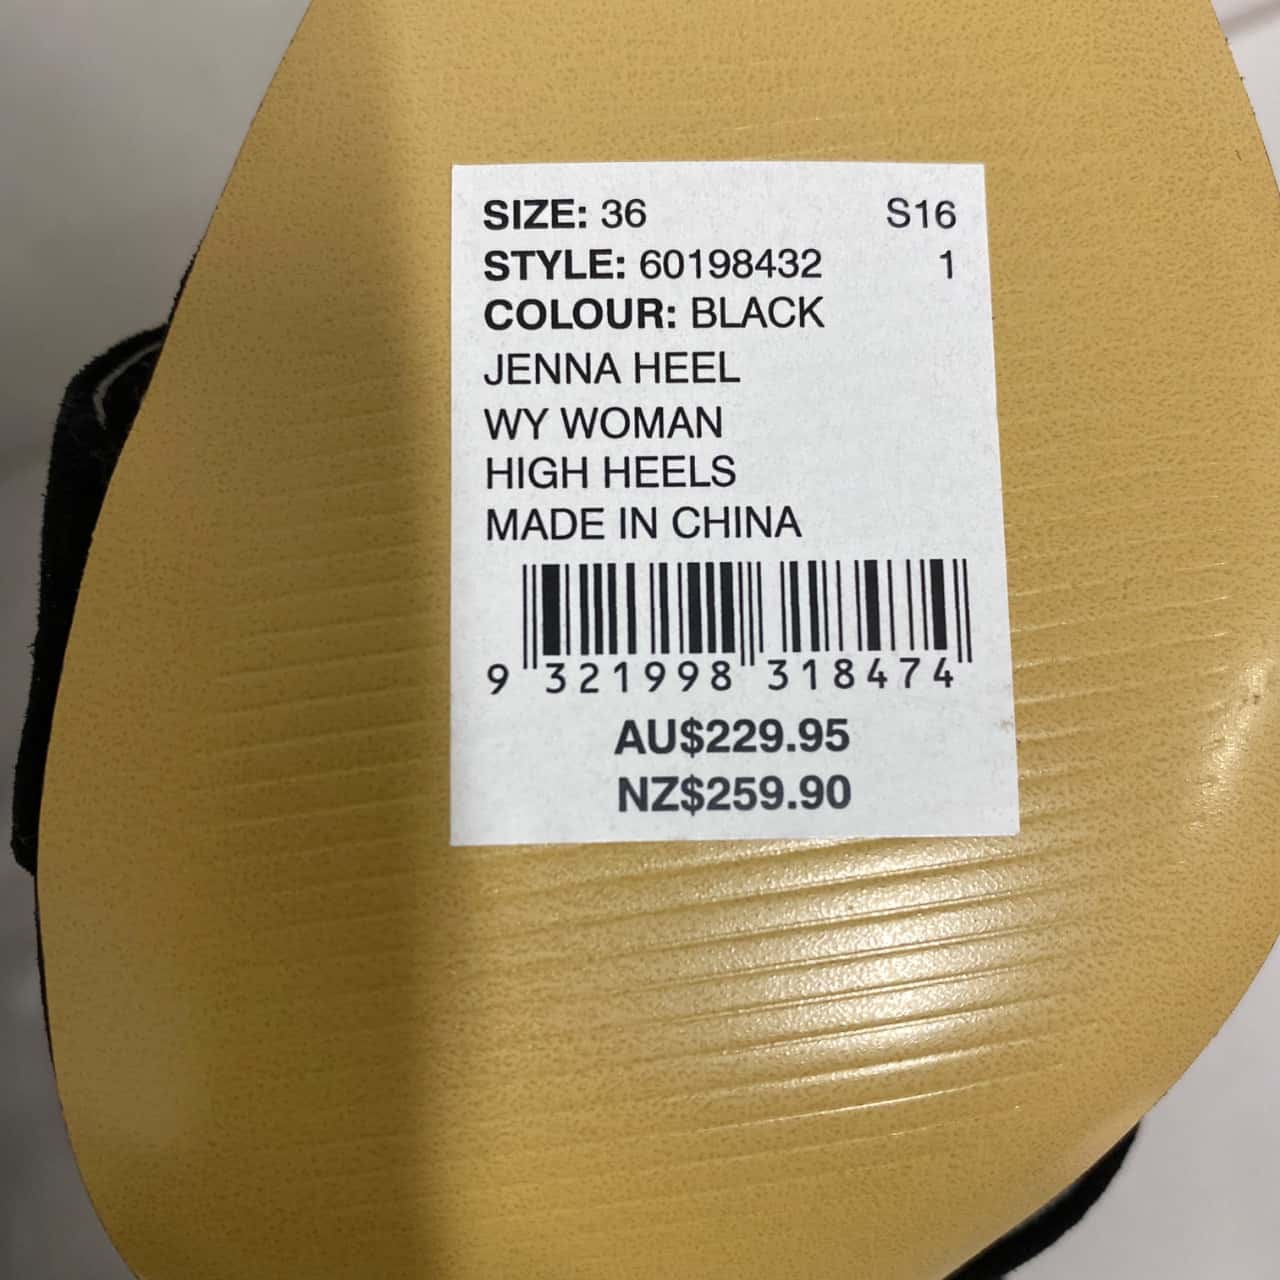 SIZE: 36 S16
STYLE: 60198432 1
COLOUR: BLACK
JENNA HEEL
WY WOMAN
HIGH HEELS
MADE IN CHINA
9 321998 318474
AU$229.95
NZ$259.90